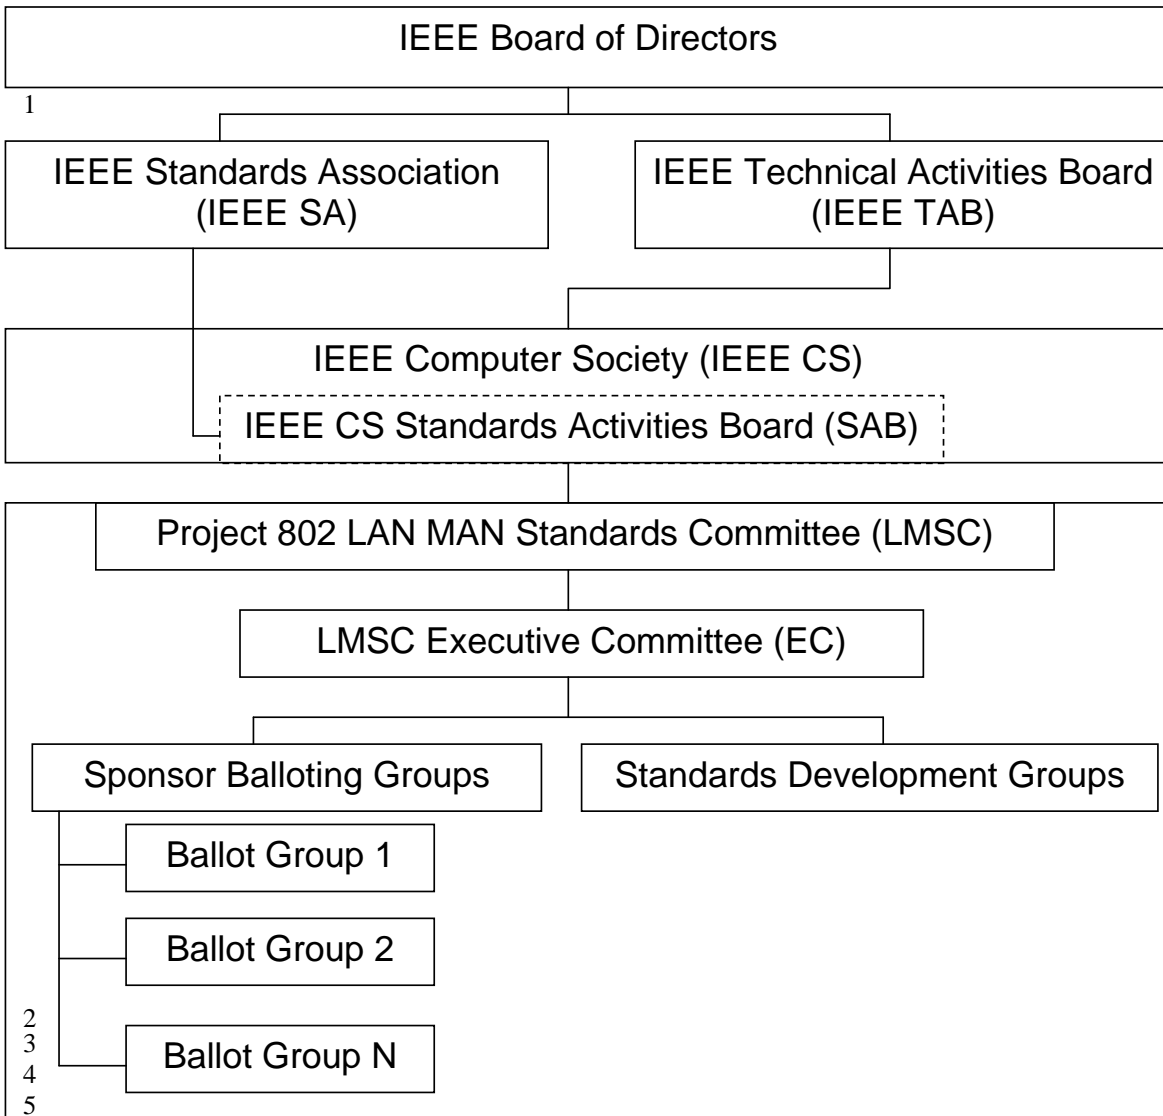 IEEE Board of Directors
1
IEEE Standards Association
(IEEE SA)
IEEE Technical Activities Board
(IEEE TAB)
IEEE Computer Society (IEEE CS)
IEEE CS Standards Activities Board (SAB)
Project 802 LAN MAN Standards Committee (LMSC)
LMSC Executive Committee (EC)
Sponsor Balloting Groups
Standards Development Groups
Ballot Group 1
Ballot Group 2
2
3
Ballot Group N
4
5